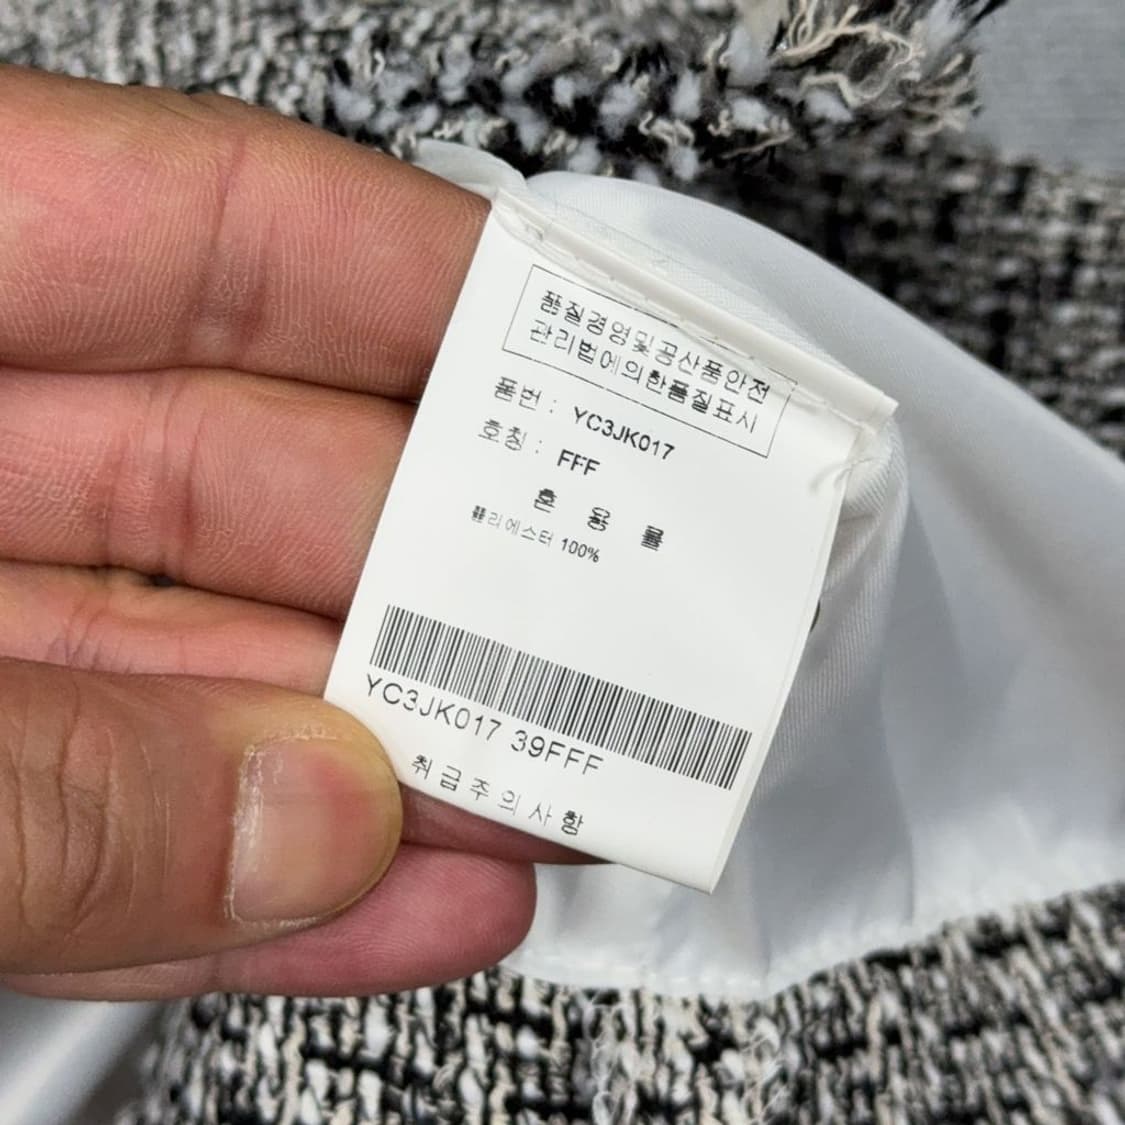 품질경영및공산품안전
관리법에의한품질표시
품번 : YC3JK017
호칭 : FFF
혼 용 률
폴리에스터 100%
YC3JK017 39FFF
취급주의사항